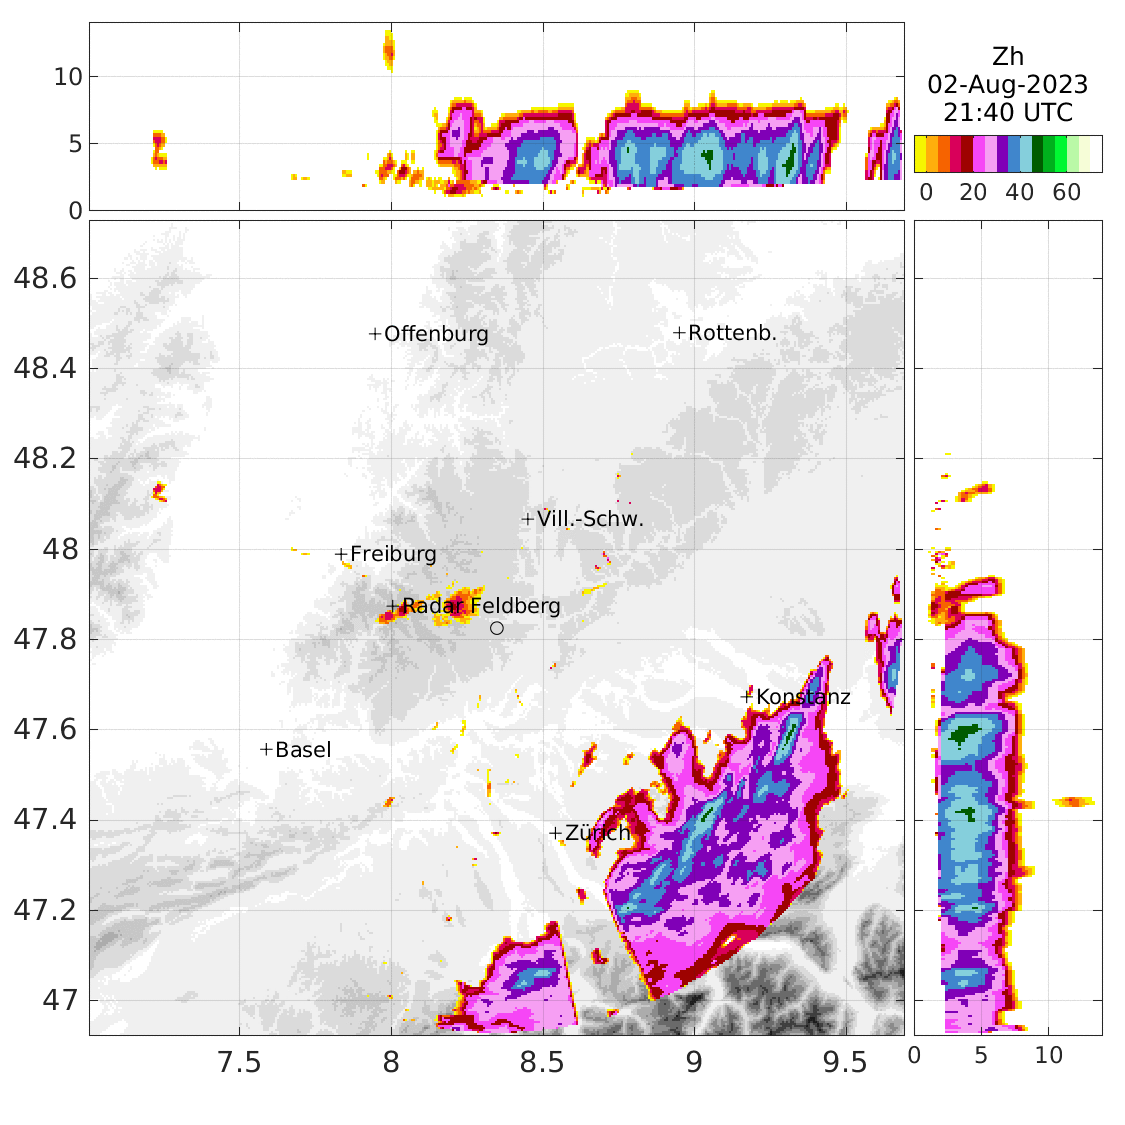 10
5
0
Zh
02-Aug-2023
21:40 UTC
0 20 40 60
48.6
48.4
48.2
48
47.8
47.6
47.4
47.2
47
+Offenburg
+Rottenb.
+Vill.-Schw.
+Freiburg
+Radar Feldberg
+Konstanz
+Basel
+Zürich
7.5 8 8.5 9 9.5
0 5 10